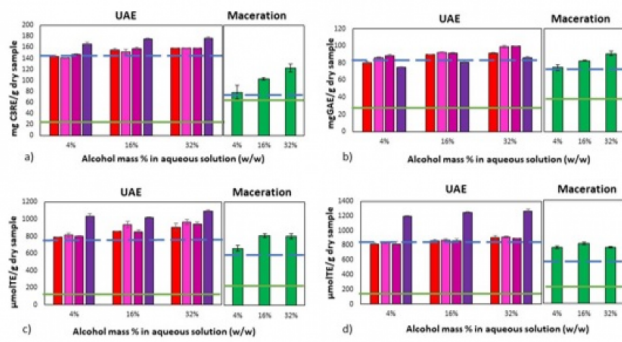 UAE Maceration
mg CBRE/g dry sample
200
180
160
140
120
100
80
60
40
20
0
4% 16% 32% 4% 16% 32%
a) Alcohol mass % in aqueous solution (w/w)
UAE Maceration
mgGAE/g dry sample
120
100
80
60
40
20
0
4% 16% 32% 4% 16% 32%
b) Alcohol mass % in aqueous solution (w/w)
UAE Maceration
µmolTE/g dry sample
1200
1000
800
600
400
200
0
4% 16% 32% 4% 16% 32%
c) Alcohol mass % in aqueous solution (w/w)
UAE Maceration
µmolTE/g dry sample
1400
1200
1000
800
600
400
200
0
4% 16% 32% 4% 16% 32%
d) Alcohol mass % in aqueous solution (w/w)